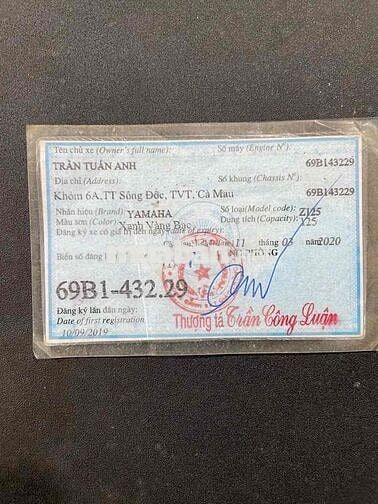 Tên chủ xe (Owner's full name): Số máy (Engine Nº):
TRẦN TUẤN ANH 69B143229
Địa chỉ (Address): Số khung (Chassis Nº):
Khóm 6A,TT Sông Đốc, TVT, Cà Mau 69B143229
Nhãn hiệu (Brand) YAMAHA Số loại (Model code):
Màu sơn (Color) Xanh Vàng Bạc Dung tích (Capacity): 125
Đăng ký xe có giá trị đến ngày
11 tháng 03 năm 2020
Biển số đăng
69B1-432.29
Đăng ký lần đầu ngày:
Date of first registration
10/09/2019
Thượng tá Trần Công Luận